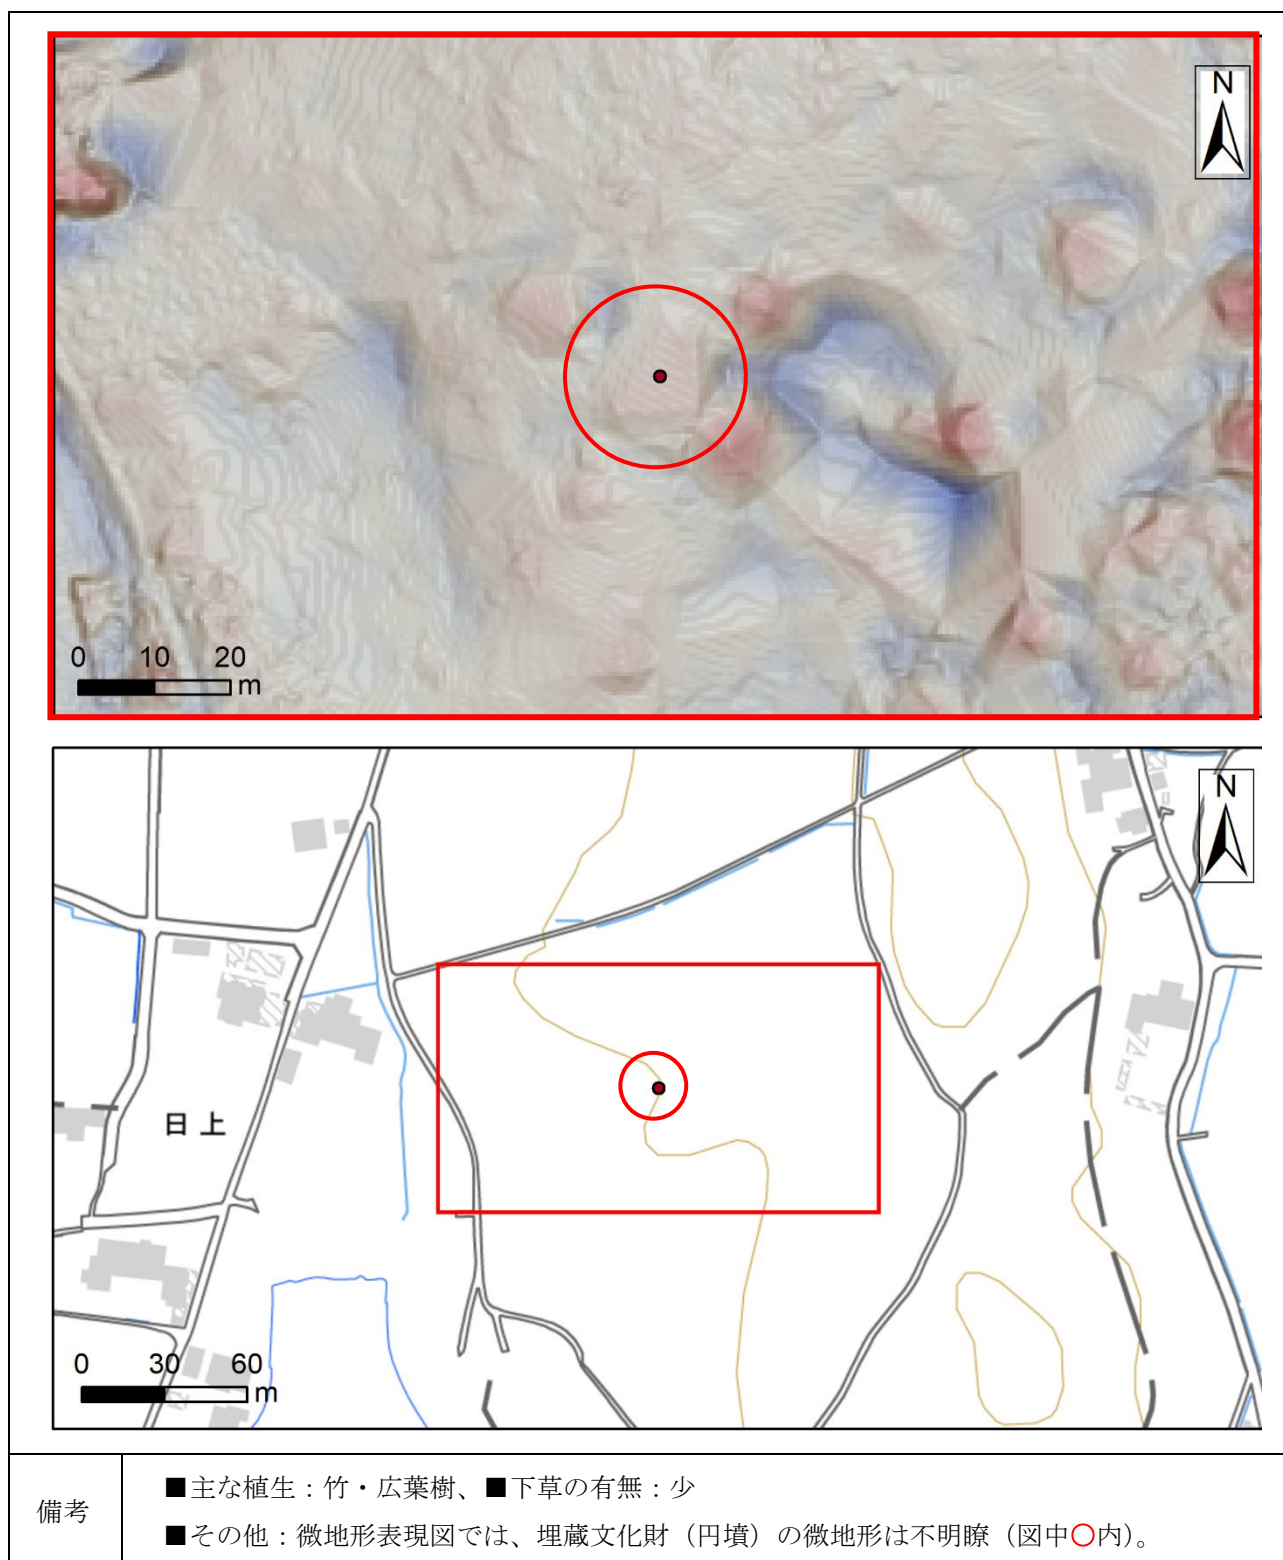 N
0 10 20
m
N
日上
0 30 60
m
備考
■主な植生：竹・広葉樹、■下草の有無：少
■その他：微地形表現図では、埋蔵文化財（円墳）の微地形は不明瞭（図中○内）。